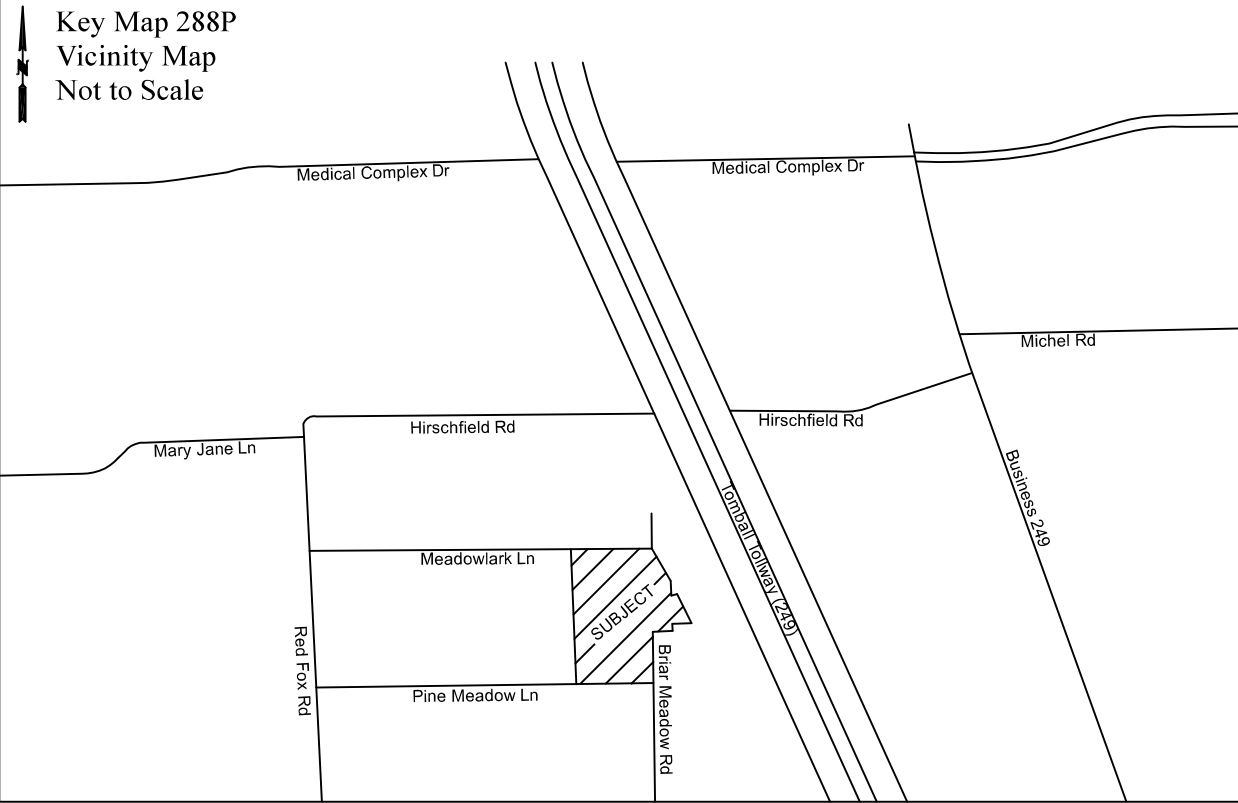 Key Map 288P
N
Vicinity Map
Not to Scale
Medical Complex Dr
Medical Complex Dr
Michel Rd
Hirschfield Rd
Hirschfield Rd
Mary Jane Ln
Business 249
Tomball Tollway (249)
Meadowlark Ln
SUBJECT
Red Fox Rd
Briar Meadow Rd
Pine Meadow Ln